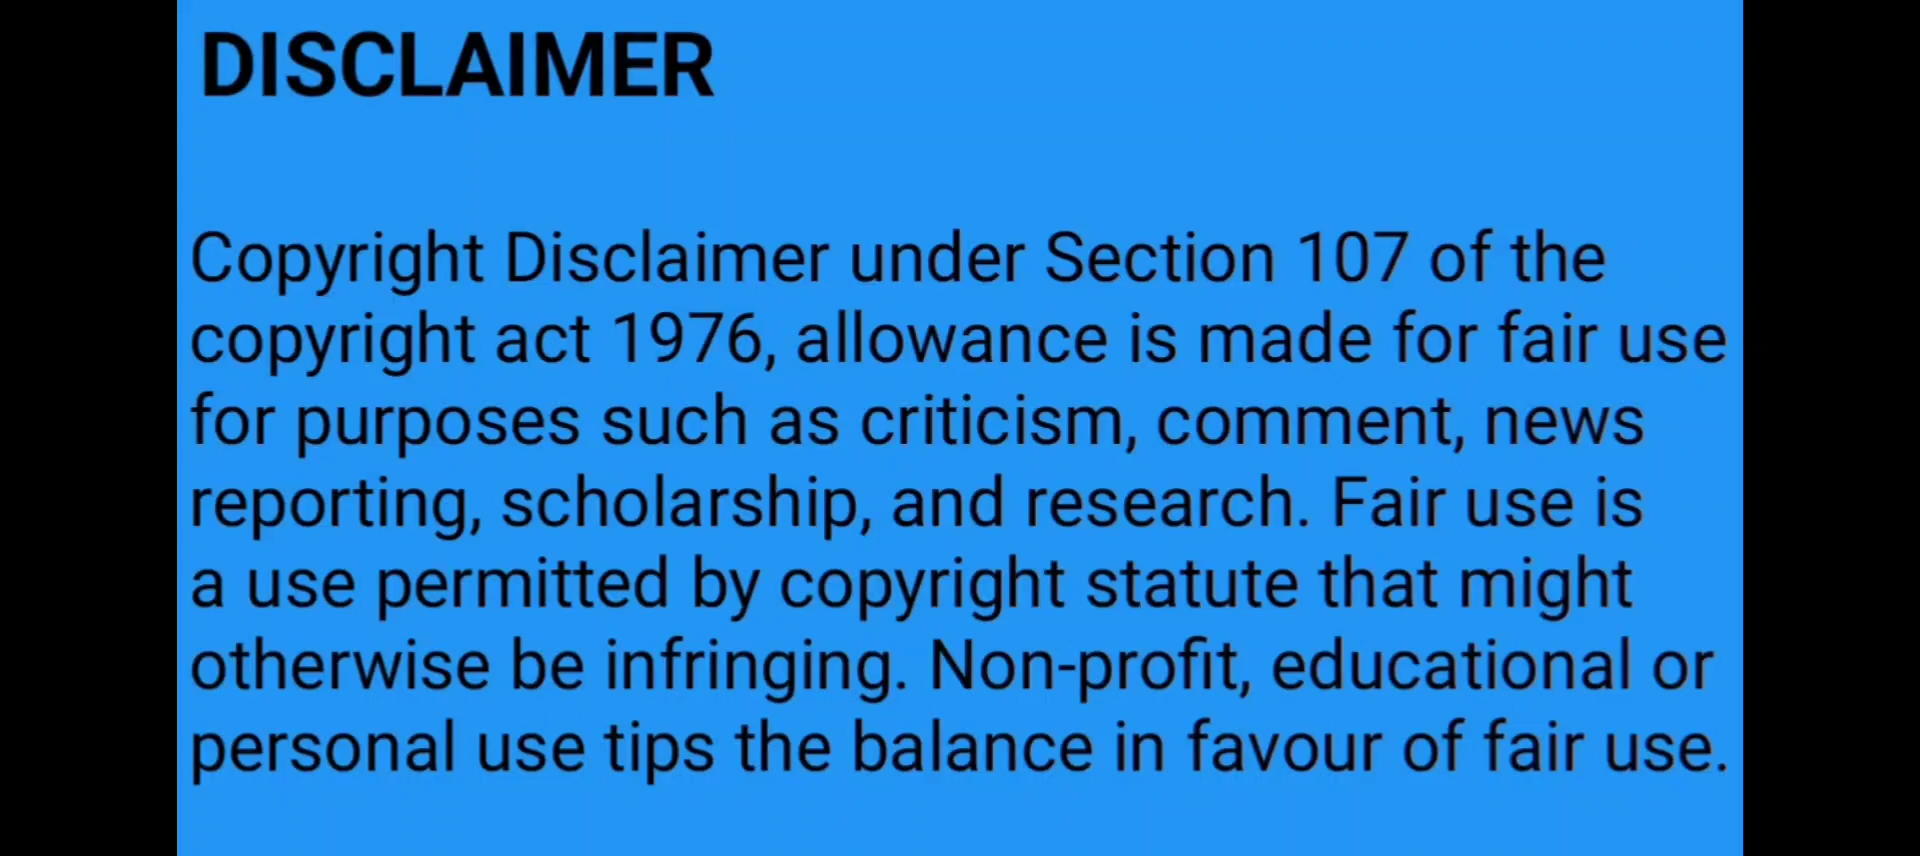 DISCLAIMER
Copyright Disclaimer under Section 107 of the
copyright act 1976, allowance is made for fair use
for purposes such as criticism, comment, news
reporting, scholarship, and research. Fair use is
a use permitted by copyright statute that might
otherwise be infringing. Non-profit, educational or
personal use tips the balance in favour of fair use.